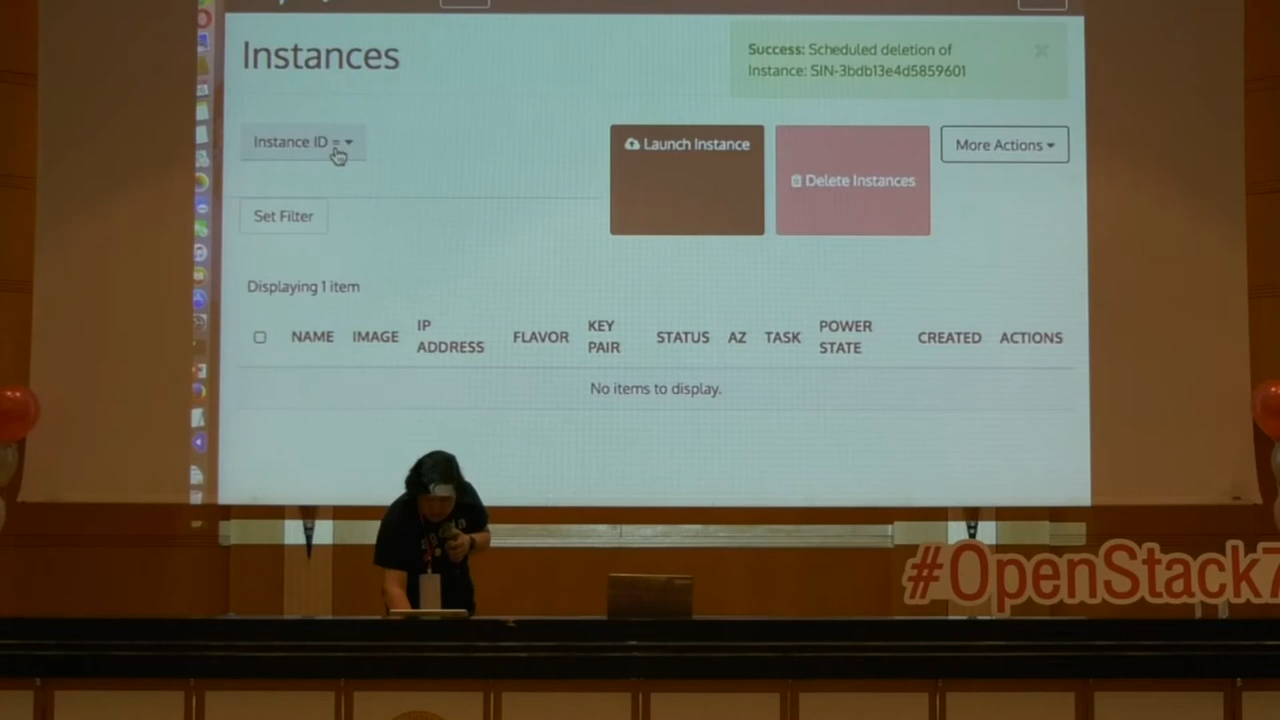 Instances
Success: Scheduled deletion of
Instance: SIN-3bdb13e4d5859601
Instance ID =
Launch Instance
Delete Instances
More Actions
Set Filter
Displaying 1 item
NAME IMAGE IP ADDRESS FLAVOR KEY PAIR STATUS AZ TASK POWER STATE CREATED ACTIONS
No items to display.
#OpenStack7